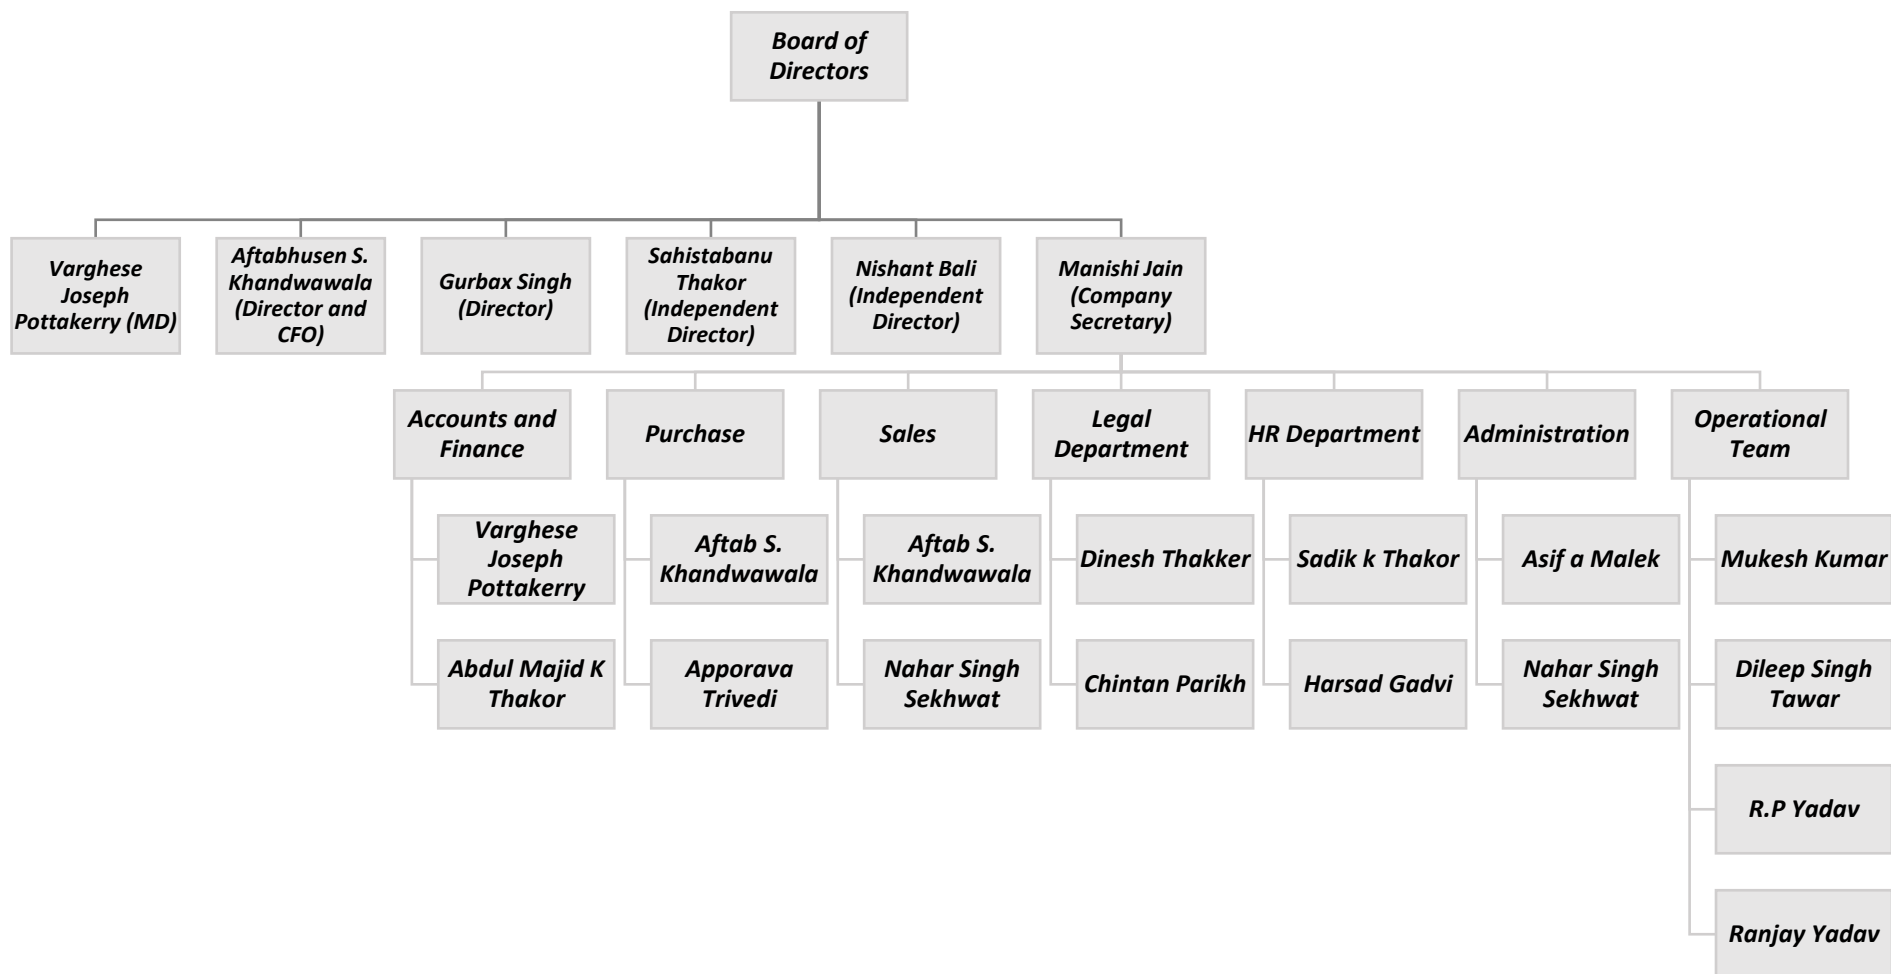 Board of
Directors
Varghese
Joseph
Pottakerry (MD)
Aftabhusen S.
Khandwawala
(Director and
CFO)
Gurbax Singh
(Director)
Sahistabanu
Thakor
(Independent
Director)
Nishant Bali
(Independent
Director)
Manishi Jain
(Company
Secretary)
Accounts and
Finance
Purchase
Sales
Legal
Department
HR Department
Administration
Operational
Team
Varghese
Joseph
Pottakerry
Aftab S.
Khandwawala
Aftab S.
Khandwawala
Dinesh Thakker
Sadik k Thakor
Asif a Malek
Mukesh Kumar
Abdul Majid K
Thakor
Apporava
Trivedi
Nahar Singh
Sekhwat
Chintan Parikh
Harsad Gadvi
Nahar Singh
Sekhwat
Dileep Singh
Tawar
R.P Yadav
Ranjay Yadav